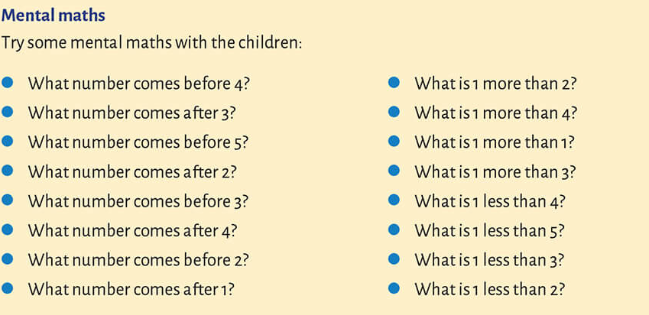 Mental maths
Try some mental maths with the children:
What number comes before 4?
What number comes after 3?
What number comes before 5?
What number comes after 2?
What number comes before 3?
What number comes after 4?
What number comes before 2?
What number comes after 1?
What is 1 more than 2?
What is 1 more than 4?
What is 1 more than 1?
What is 1 more than 3?
What is 1 less than 4?
What is 1 less than 5?
What is 1 less than 3?
What is 1 less than 2?